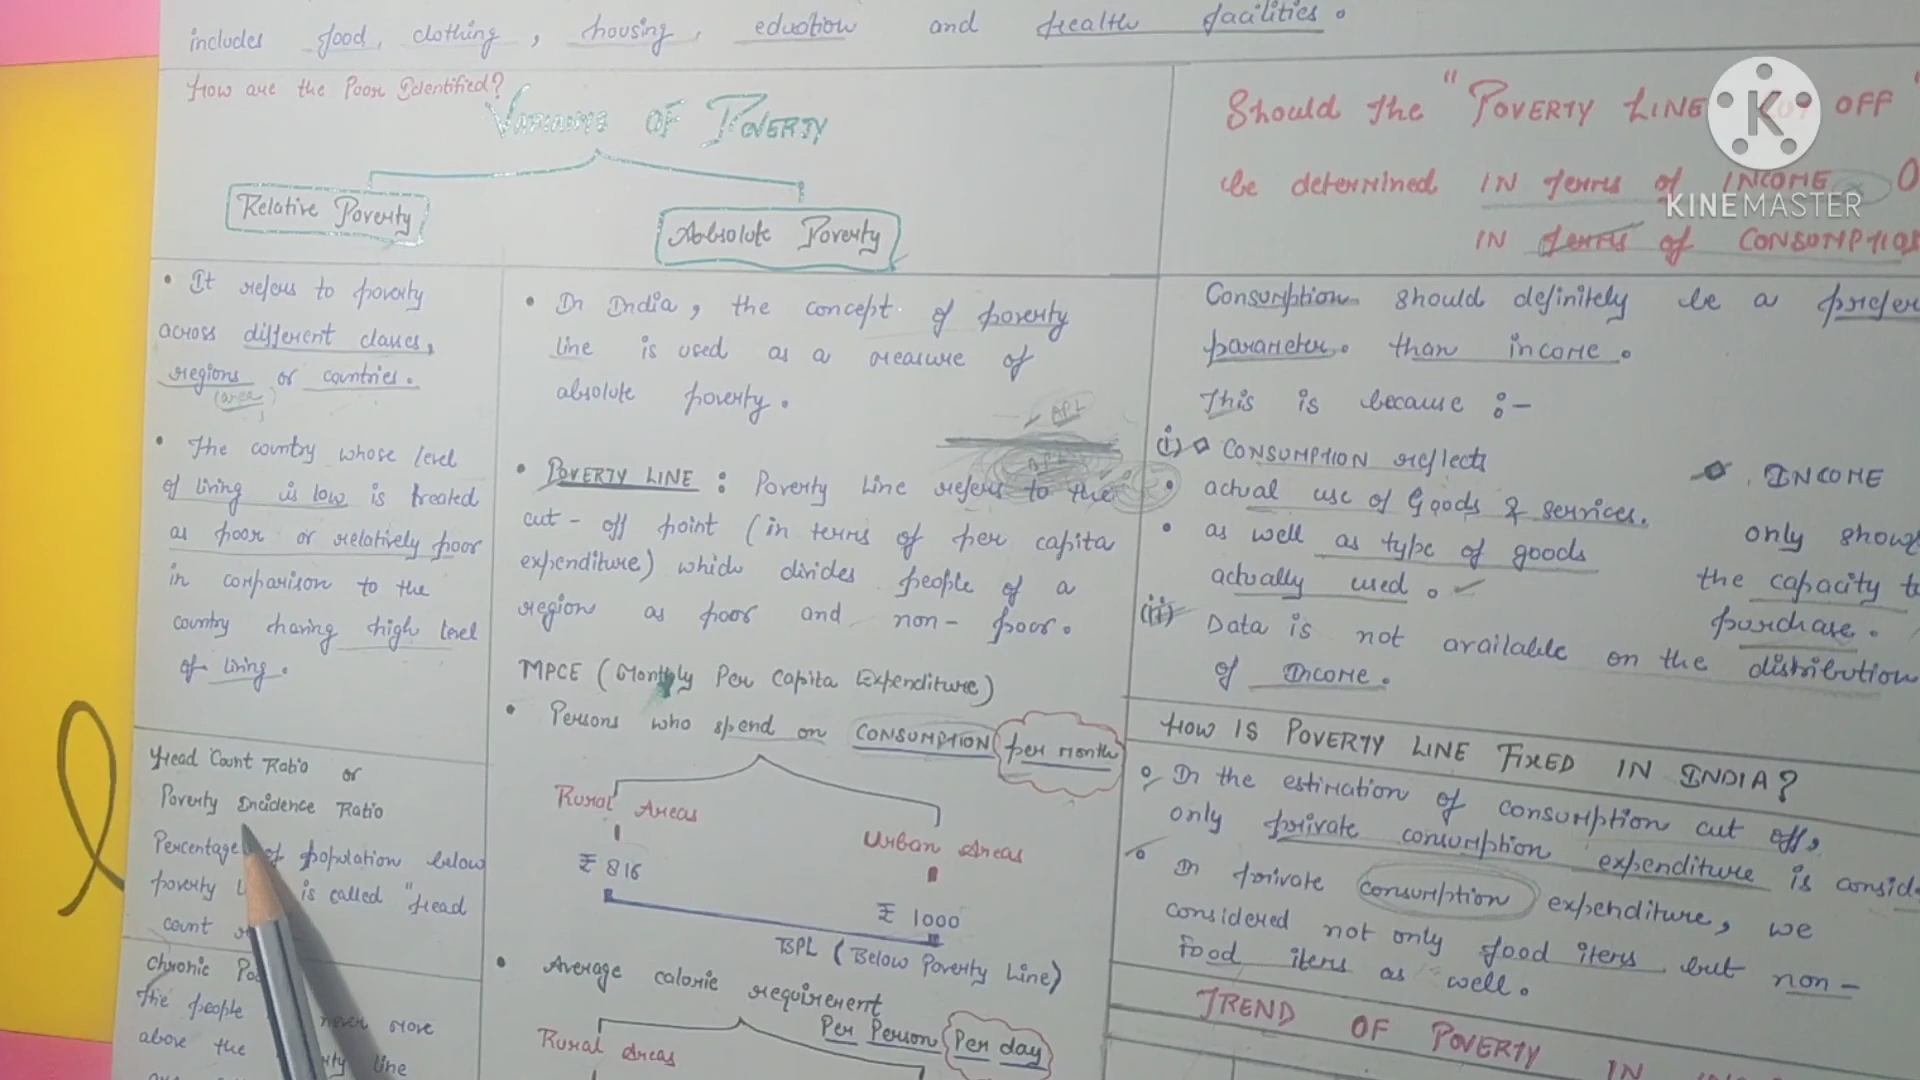 includes food, clothing, housing, eduction and health facilities.
How are the Poor Identified?
VARIANTS OF POVERTY
Relative Poverty
Absolute Poverty
• It refers to poverty
across different classes,
regions or countries.
(area)
• The country whose level
of living is low is treated
as poor or relatively poor
in comparison to the
country having high level
of living.
Head Count Ratio or
Poverty Incidence Ratio
Percentage of population below
poverty is called "Head
count
Chronic
The people never move
above the line
• In India, the concept of poverty
line is used as a measure of
absolute poverty.
APL
BPL
• POVERTY LINE : Poverty Line refers to the
cut-off point (in terms of per capita
expenditure) which divides people of a
region as poor and non-poor.
MPCE (Monthly Per Capita Expenditure)
• Persons who spend on CONSUMPTION per month
Rural Areas
₹ 816
Urban Areas
₹ 1000
BPL (Below Poverty Line)
• Average calorie requirement
Per Person Per day
Rural Areas
Should the "POVERTY LINE OFF"
be determined IN terms of INCOME
IN terms of CONSUMPTION
Consumption should definitely be a prefer
parameter. than income.
This is because :-
(i) CONSUMPTION reflects
• actual use of Goods & services.
• as well as type of goods
actually used.
INCOME
only shows
the capacity to
purchase.
(ii) Data is not available on the distribution
of Income.
HOW IS POVERTY LINE FIXED IN INDIA?
In the estimation of consumption cut off,
only private consumption expenditure is consid-
In private consumption expenditure, we
considered not only food items but non-
food items as well.
TREND OF POVERTY IN
K
KINEMASTER